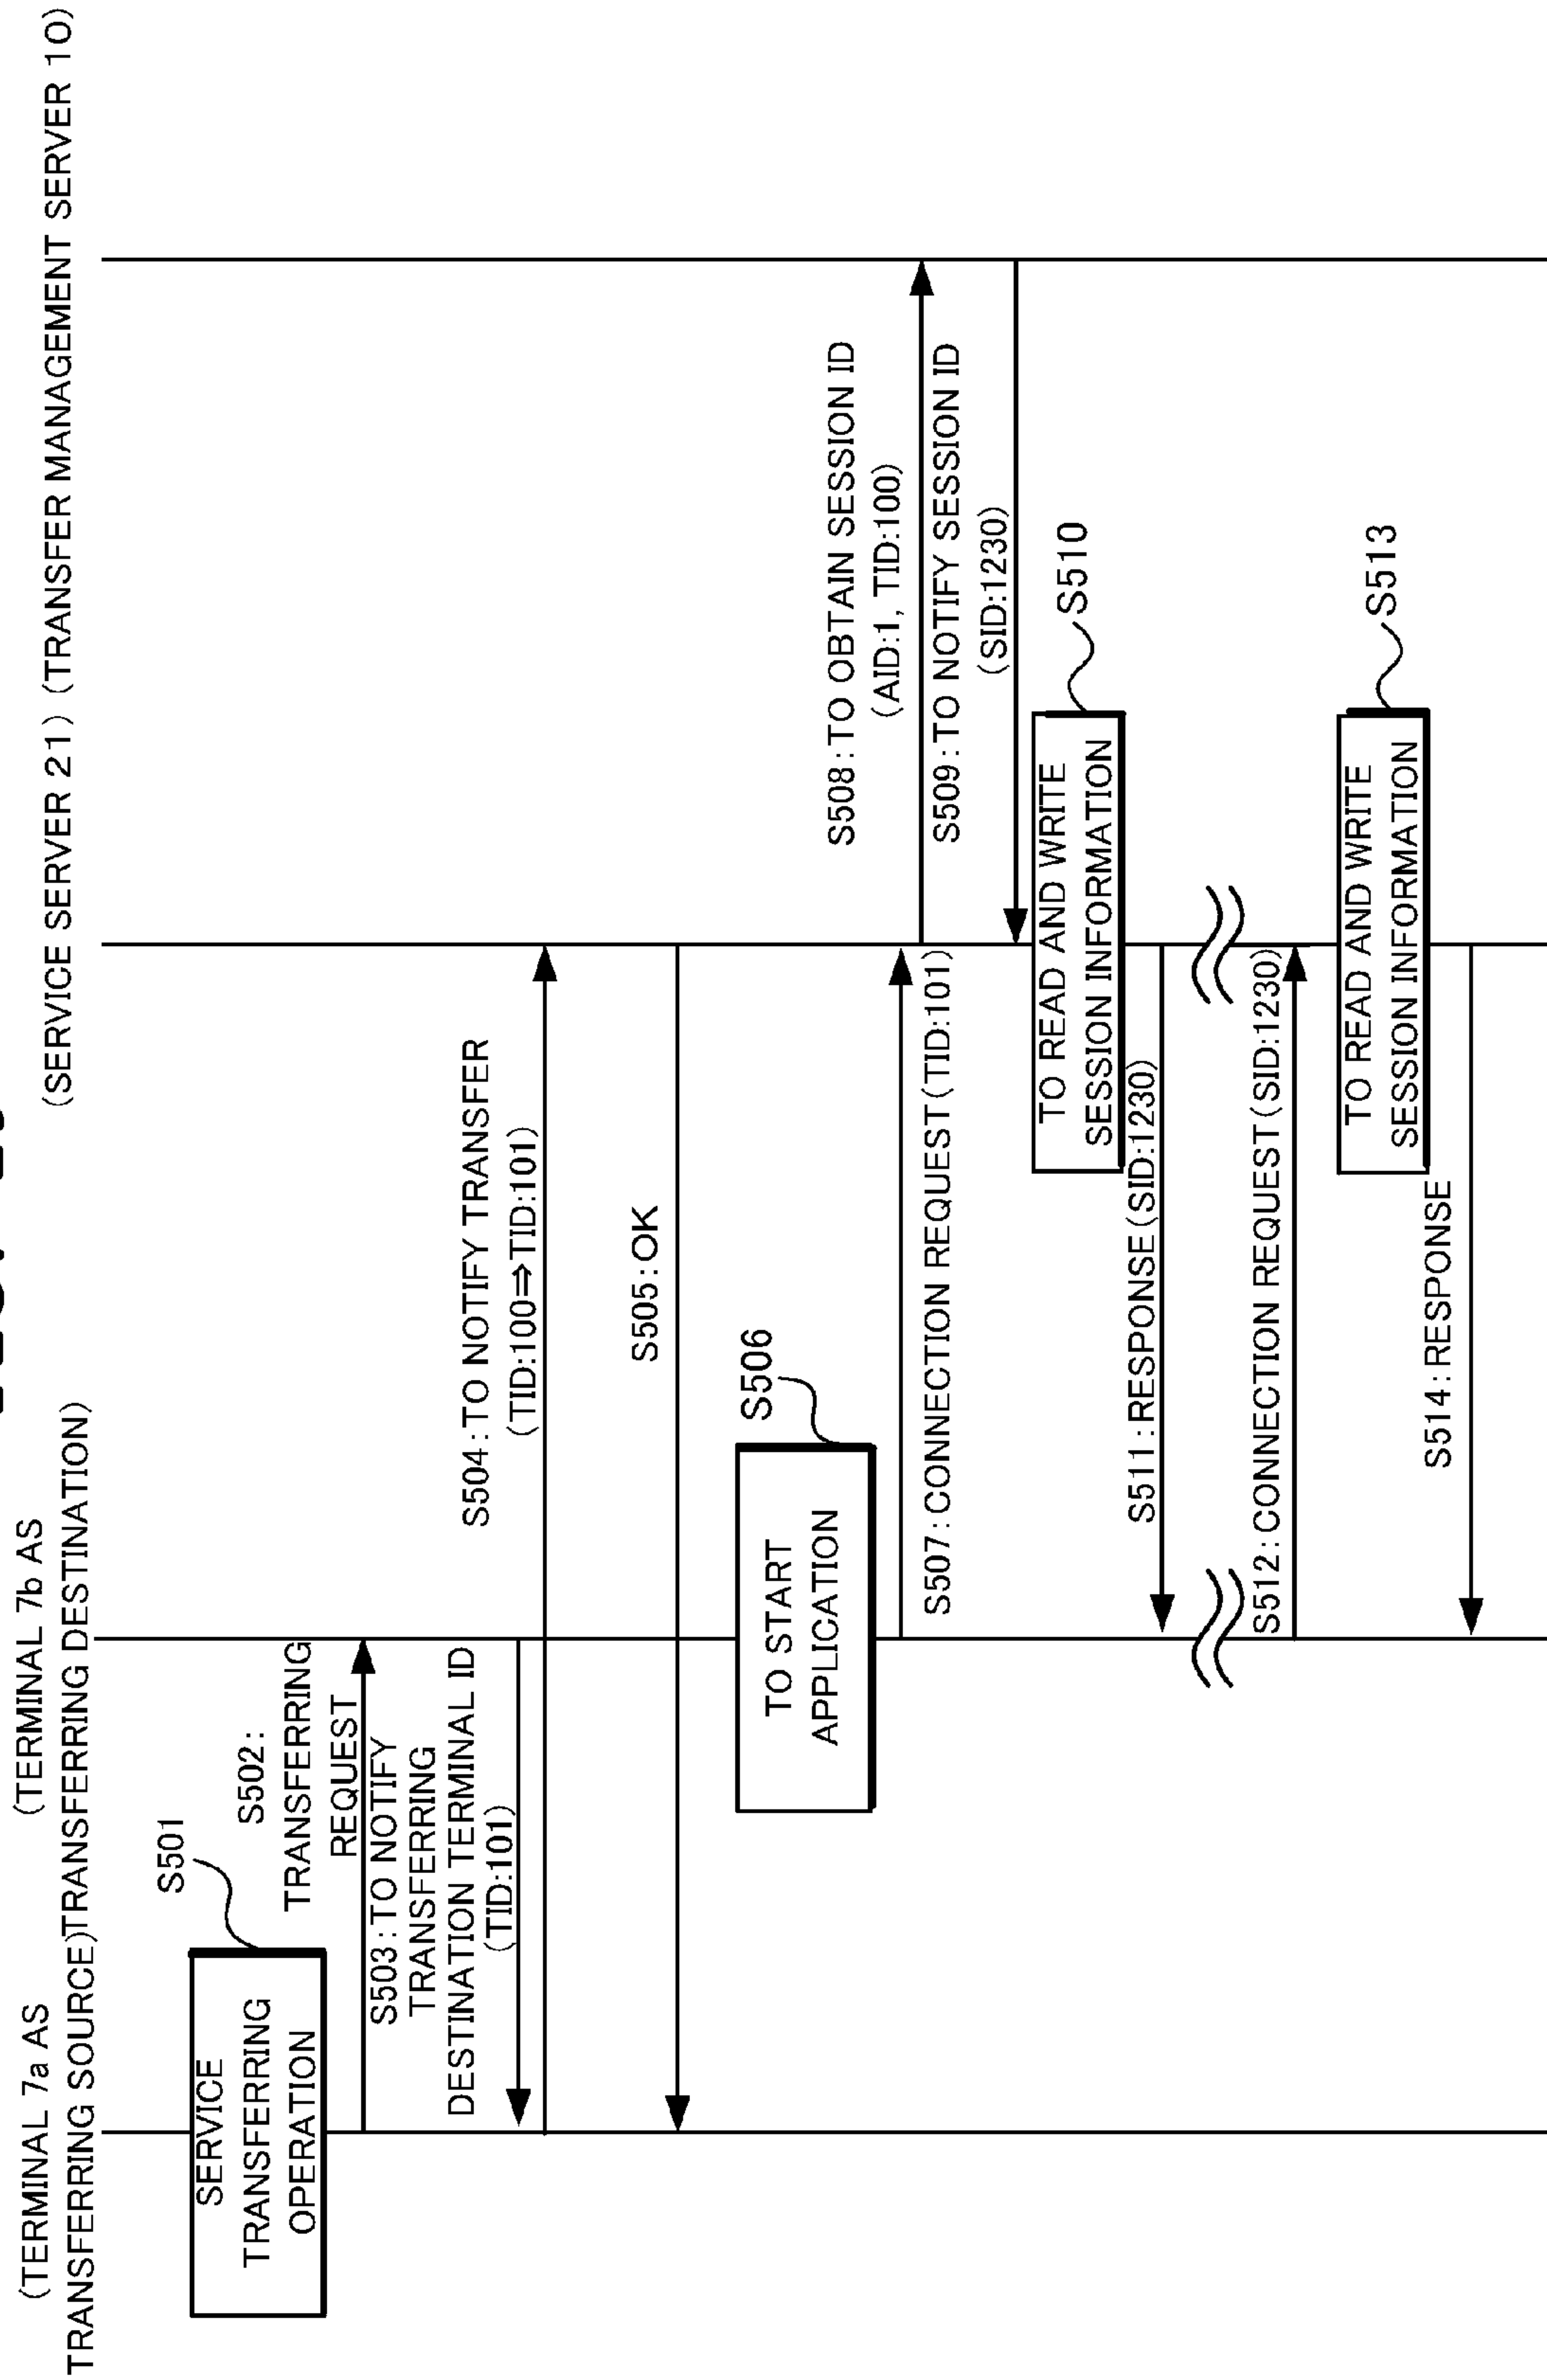 (TERMINAL 7a AS
TRANSFERRING SOURCE)
(TERMINAL 7b AS
TRANSFERRING DESTINATION)
(SERVICE SERVER 21)
(TRANSFER MANAGEMENT SERVER 10)
S501
SERVICE
TRANSFERRING
OPERATION
S502:
TRANSFERRING
REQUEST
S503:TO NOTIFY
TRANSFERRING
DESTINATION TERMINAL ID
(TID:101)
S504:TO NOTIFY TRANSFER
(TID:100⇒TID:101)
S505:OK
S506
TO START
APPLICATION
S507:CONNECTION REQUEST(TID:101)
S508:TO OBTAIN SESSION ID
(AID:1, TID:100)
S509:TO NOTIFY SESSION ID
(SID:1230)
S510
TO READ AND WRITE
SESSION INFORMATION
S511:RESPONSE(SID:1230)
S512:CONNECTION REQUEST(SID:1230)
S513
TO READ AND WRITE
SESSION INFORMATION
S514:RESPONSE